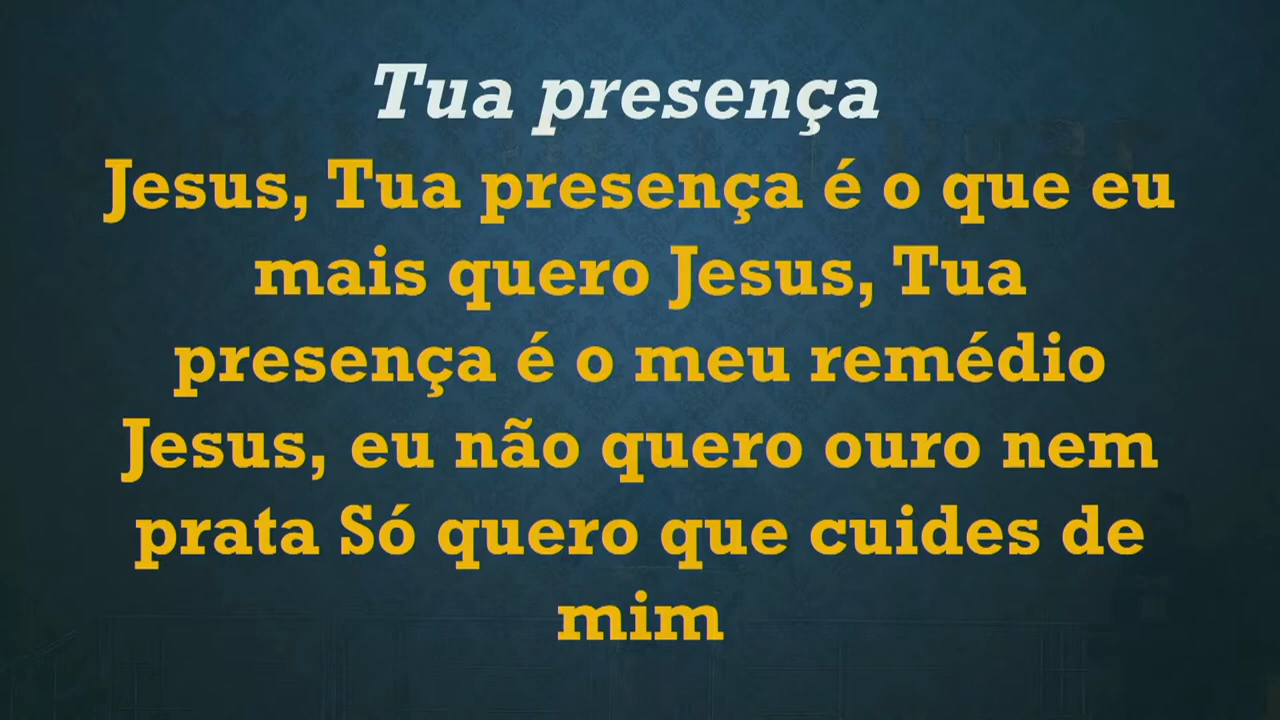 Tua presença
Jesus, Tua presença é o que eu
mais quero Jesus, Tua
presença é o meu remédio
Jesus, eu não quero ouro nem
prata Só quero que cuides de
mim